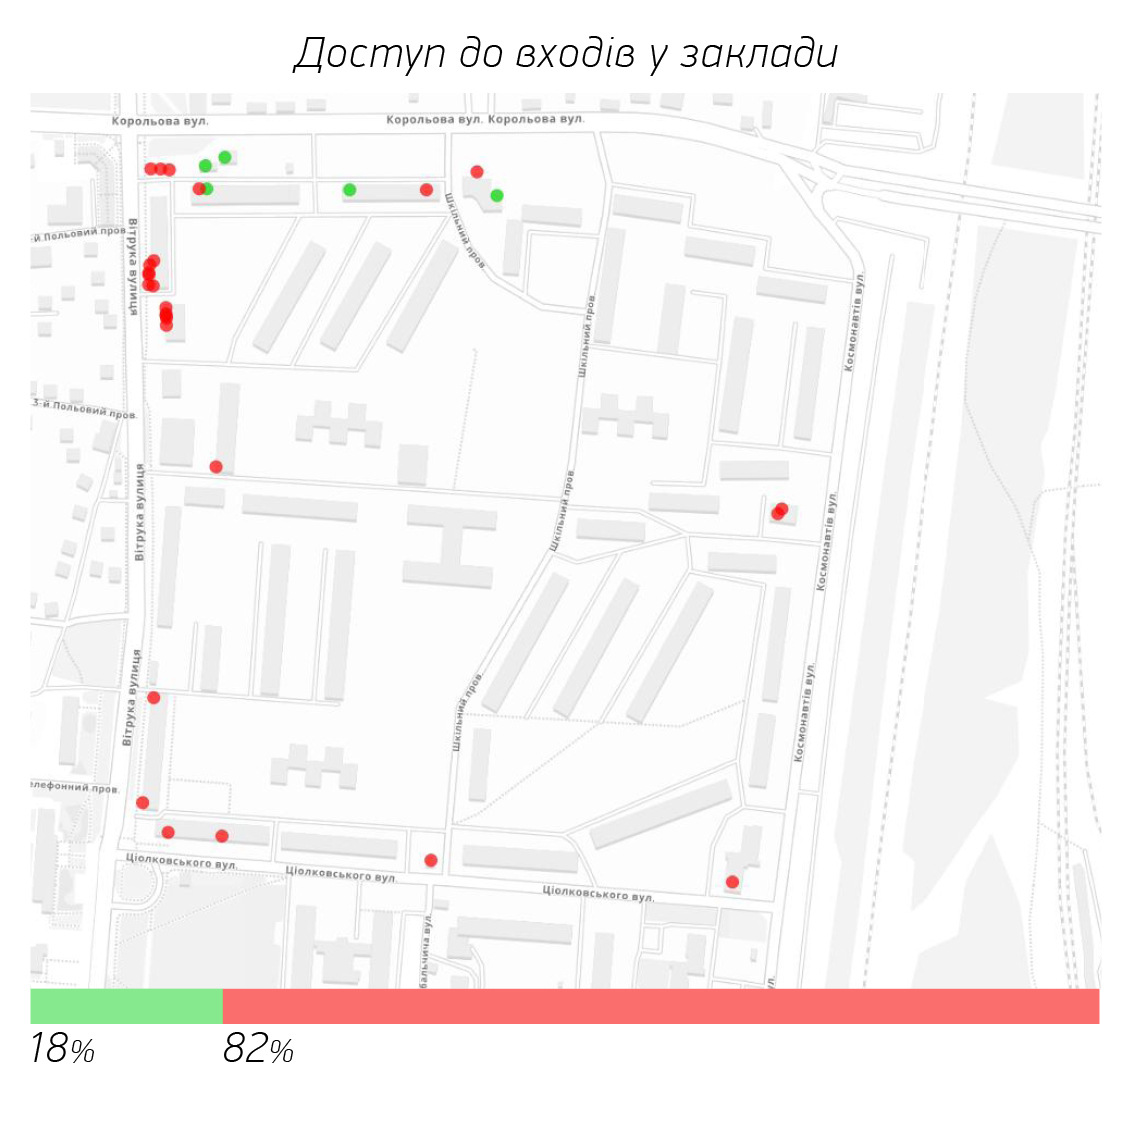 Доступ до входів у заклади
Корольова вул.
Корольова вул. Корольова вул.
Шкільний пров.
-й Польовий пров.
Вітрука вулиця
Шкільний пров.
Космонавтів вул.
3-й Польовий пров.
Вітрука вулиця
Шкільний пров.
Космонавтів вул.
Вітрука вулиця
Шкільний пров.
Космонавтів вул.
елефонний пров.
Ціолковського вул.
Ціолковського вул.
Ціолковського вул.
бальчича вул.
ул.
18%
82%